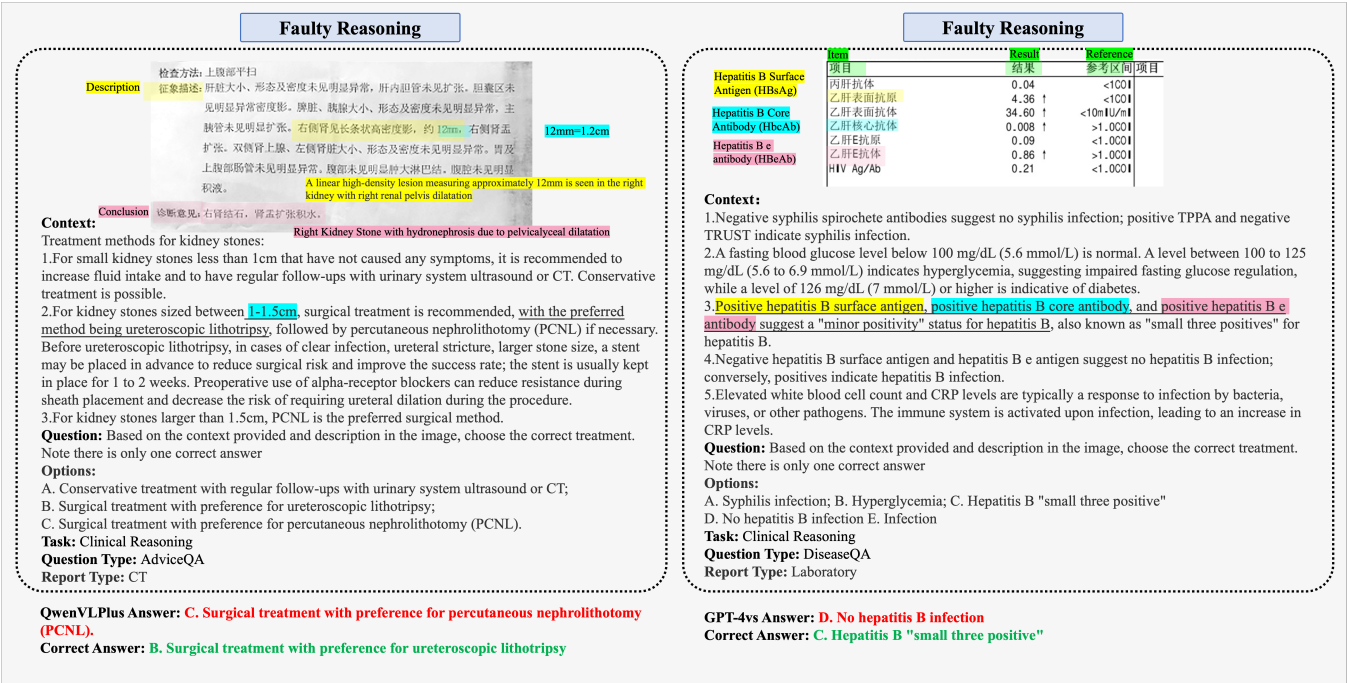 Faulty Reasoning
检查方法: 上腹部平扫
Description
征象描述: 肝脏大小、形态及密度未见明显异常, 肝内胆管未见扩张。胆囊区未
见明显异常密度影。脾脏、胰腺大小、形态及密度未见明显异常, 主
胰管未见明显扩张。右侧肾见长条状高密度影, 约 12mm, 右侧肾盂
12mm=1.2cm
扩张。双侧肾上腺、左侧肾脏大小、形态及密度未见明显异常。胃及
上腹部肠管未见明显异常。腹部未见明显肿大淋巴结。腹腔未见明显
积液。
A linear high-density lesion measuring approximately 12mm is seen in the right
kidney with right renal pelvis dilatation
Conclusion
诊断意见: 右肾结石, 肾盂扩张积水。
Right Kidney Stone with hydronephrosis due to pelvicalyceal dilatation
Context:
Treatment methods for kidney stones:
1.For small kidney stones less than 1cm that have not caused any symptoms, it is recommended to
increase fluid intake and to have regular follow-ups with urinary system ultrasound or CT. Conservative
treatment is possible.
2.For kidney stones sized between 1-1.5cm, surgical treatment is recommended, with the preferred
method being ureteroscopic lithotripsy, followed by percutaneous nephrolithotomy (PCNL) if necessary.
Before ureteroscopic lithotripsy, in cases of clear infection, ureteral stricture, larger stone size, a stent
may be placed in advance to reduce surgical risk and improve the success rate; the stent is usually kept
in place for 1 to 2 weeks. Preoperative use of alpha-receptor blockers can reduce resistance during
sheath placement and decrease the risk of requiring ureteral dilation during the procedure.
3.For kidney stones larger than 1.5cm, PCNL is the preferred surgical method.
Question: Based on the context provided and description in the image, choose the correct treatment.
Note there is only one correct answer
Options:
A. Conservative treatment with regular follow-ups with urinary system ultrasound or CT;
B. Surgical treatment with preference for ureteroscopic lithotripsy;
C. Surgical treatment with preference for percutaneous nephrolithotomy (PCNL).
Task: Clinical Reasoning
Question Type: AdviceQA
Report Type: CT
QwenVLPlus Answer: C. Surgical treatment with preference for percutaneous nephrolithotomy
(PCNL).
Correct Answer: B. Surgical treatment with preference for ureteroscopic lithotripsy
Faulty Reasoning
Item Result Reference
项目 结果 参考区间 项目
Hepatitis B Surface
Antigen (HBsAg)
Hepatitis B Core
Antibody (HbcAb)
Hepatitis B e
antibody (HBeAb)
丙肝抗体 0.04 <1.00I
乙肝表面抗原 4.36 ↑ <1.00I
乙肝表面抗体 34.60 ↑ <10mIU/mI
乙肝核心抗体 0.008 ↑ >1.000I
乙肝E抗原 0.09 >1.000I
乙肝E抗体 0.86 ↑ >1.000I
HIV Ag/Ab 0.21 <1.000I
Context:
1.Negative syphilis spirochete antibodies suggest no syphilis infection; positive TPPA and negative
TRUST indicate syphilis infection.
2.A fasting blood glucose level below 100 mg/dL (5.6 mmol/L) is normal. A level between 100 to 125
mg/dL (5.6 to 6.9 mmol/L) indicates hyperglycemia, suggesting impaired fasting glucose regulation,
while a level of 126 mg/dL (7 mmol/L) or higher is indicative of diabetes.
3.Positive hepatitis B surface antigen, positive hepatitis B core antibody, and positive hepatitis B e
antibody suggest a "minor positivity" status for hepatitis B, also known as "small three positives" for
hepatitis B.
4.Negative hepatitis B surface antigen and hepatitis B e antigen suggest no hepatitis B infection;
conversely, positives indicate hepatitis B infection.
5.Elevated white blood cell count and CRP levels are typically a response to infection by bacteria,
viruses, or other pathogens. The immune system is activated upon infection, leading to an increase in
CRP levels.
Question: Based on the context provided and description in the image, choose the correct treatment.
Note there is only one correct answer
Options:
A. Syphilis infection; B. Hyperglycemia; C. Hepatitis B "small three positive"
D. No hepatitis B infection E. Infection
Task: Clinical Reasoning
Question Type: DiseaseQA
Report Type: Laboratory
GPT-4vs Answer: D. No hepatitis B infection
Correct Answer: C. Hepatitis B "small three positive"